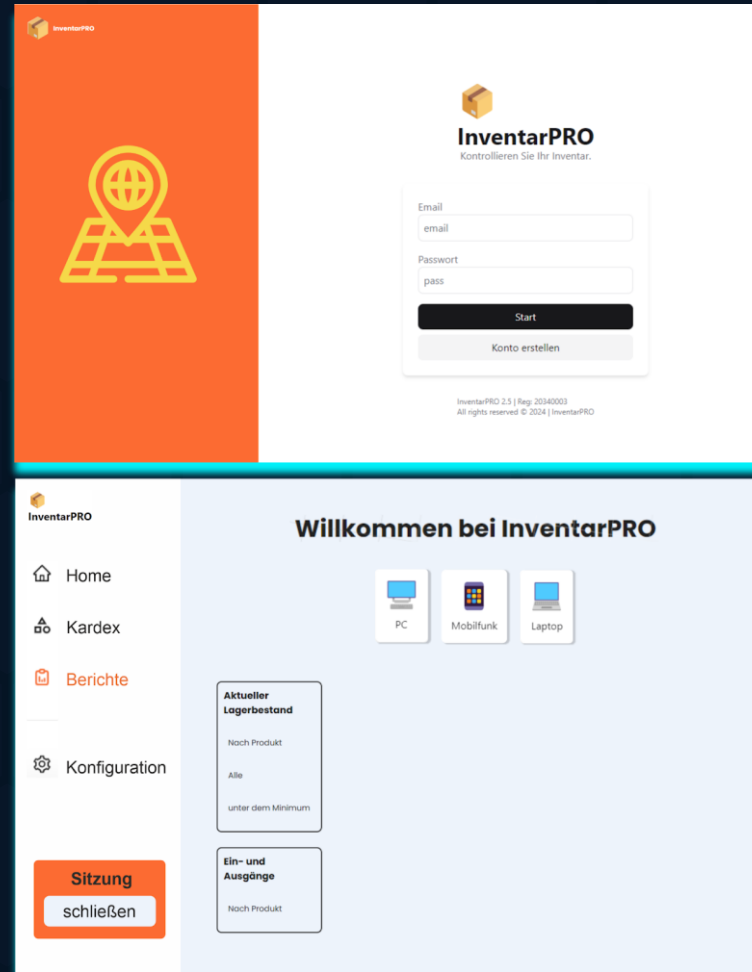 InventarPRO
InventarPRO
Kontrollieren Sie Ihr Inventar.
Email
email
Passwort
pass
Start
Konto erstellen
InventarPRO 2.5 | Reg: 20340003
All rights reserved © 2024 | InventarPRO
InventarPRO
Home
Kardex
Berichte
Konfiguration
Sitzung
schließen
Willkommen bei InventarPRO
PC
Mobilfunk
Laptop
Aktueller
Lagerbestand
Nach Produkt
Alle
unter dem Minimum
Ein- und
Ausgänge
Nach Produkt